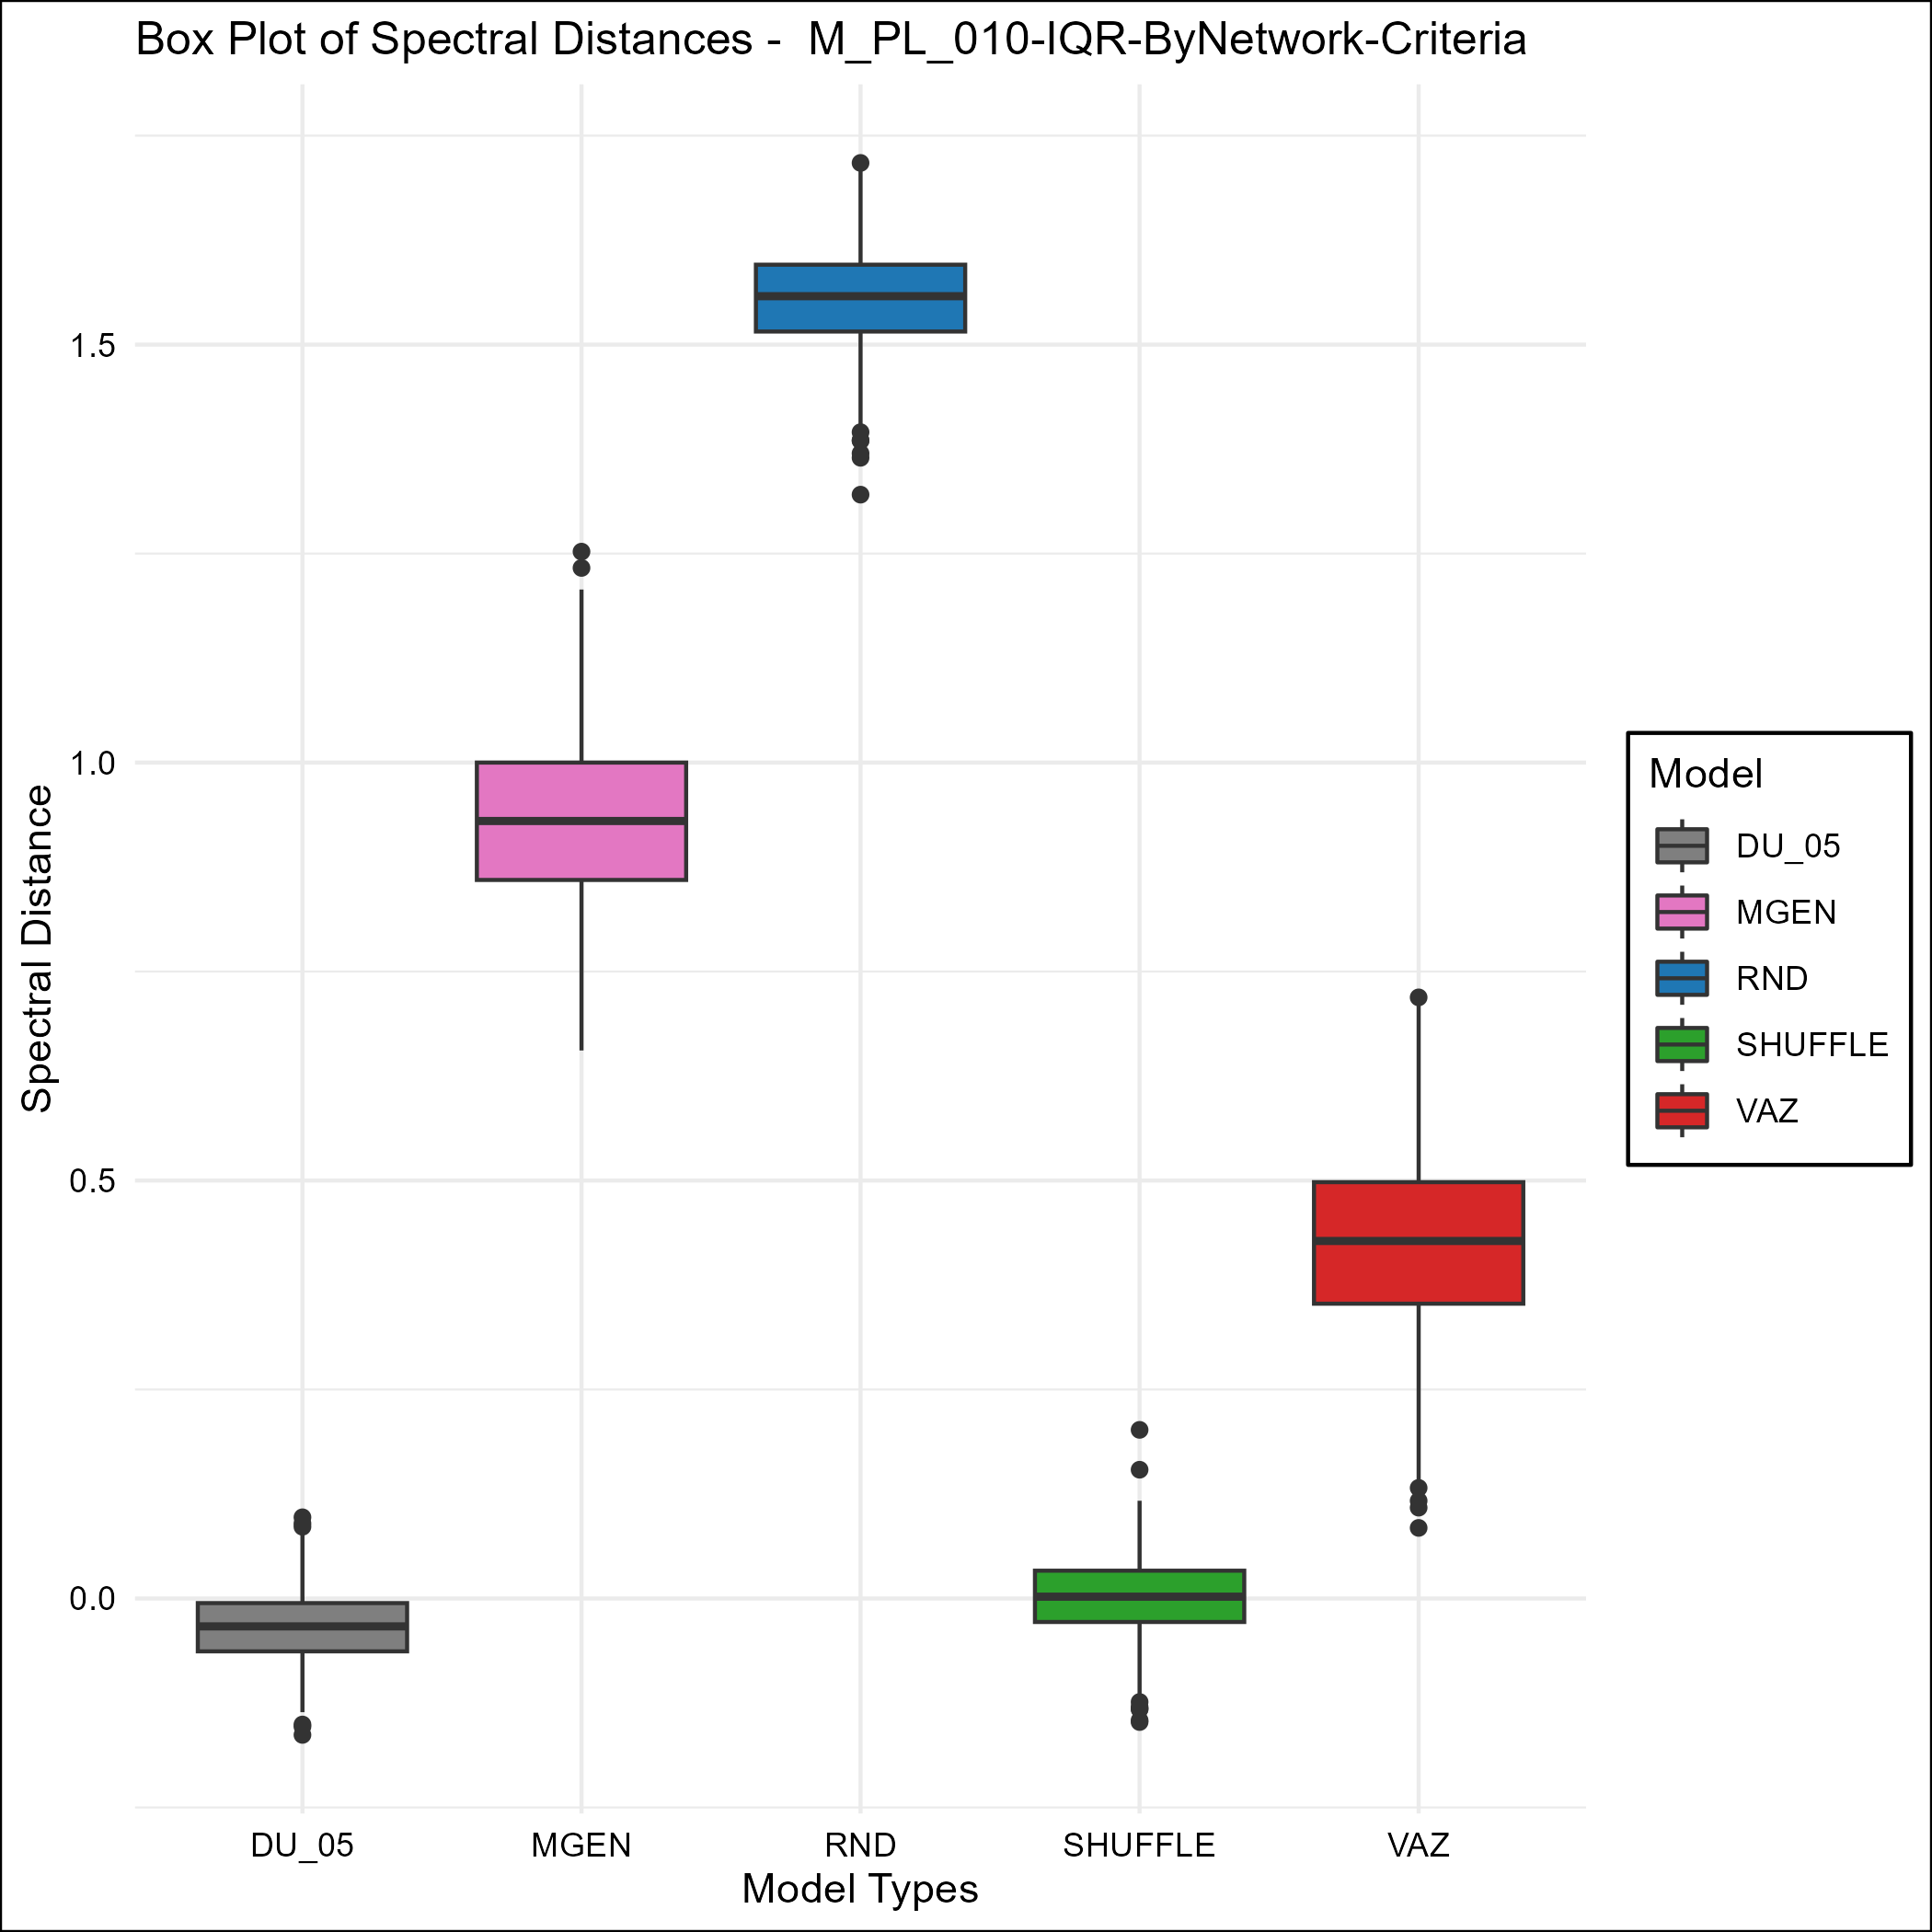 Box Plot of Spectral Distances -  M_PL_010-IQR-ByNetwork-Criteria
1.5
1.0
0.5
0.0
Spectral Distance
DU_05
MGEN
RND
SHUFFLE
VAZ
Model Types
Model
DU_05
MGEN
RND
SHUFFLE
VAZ